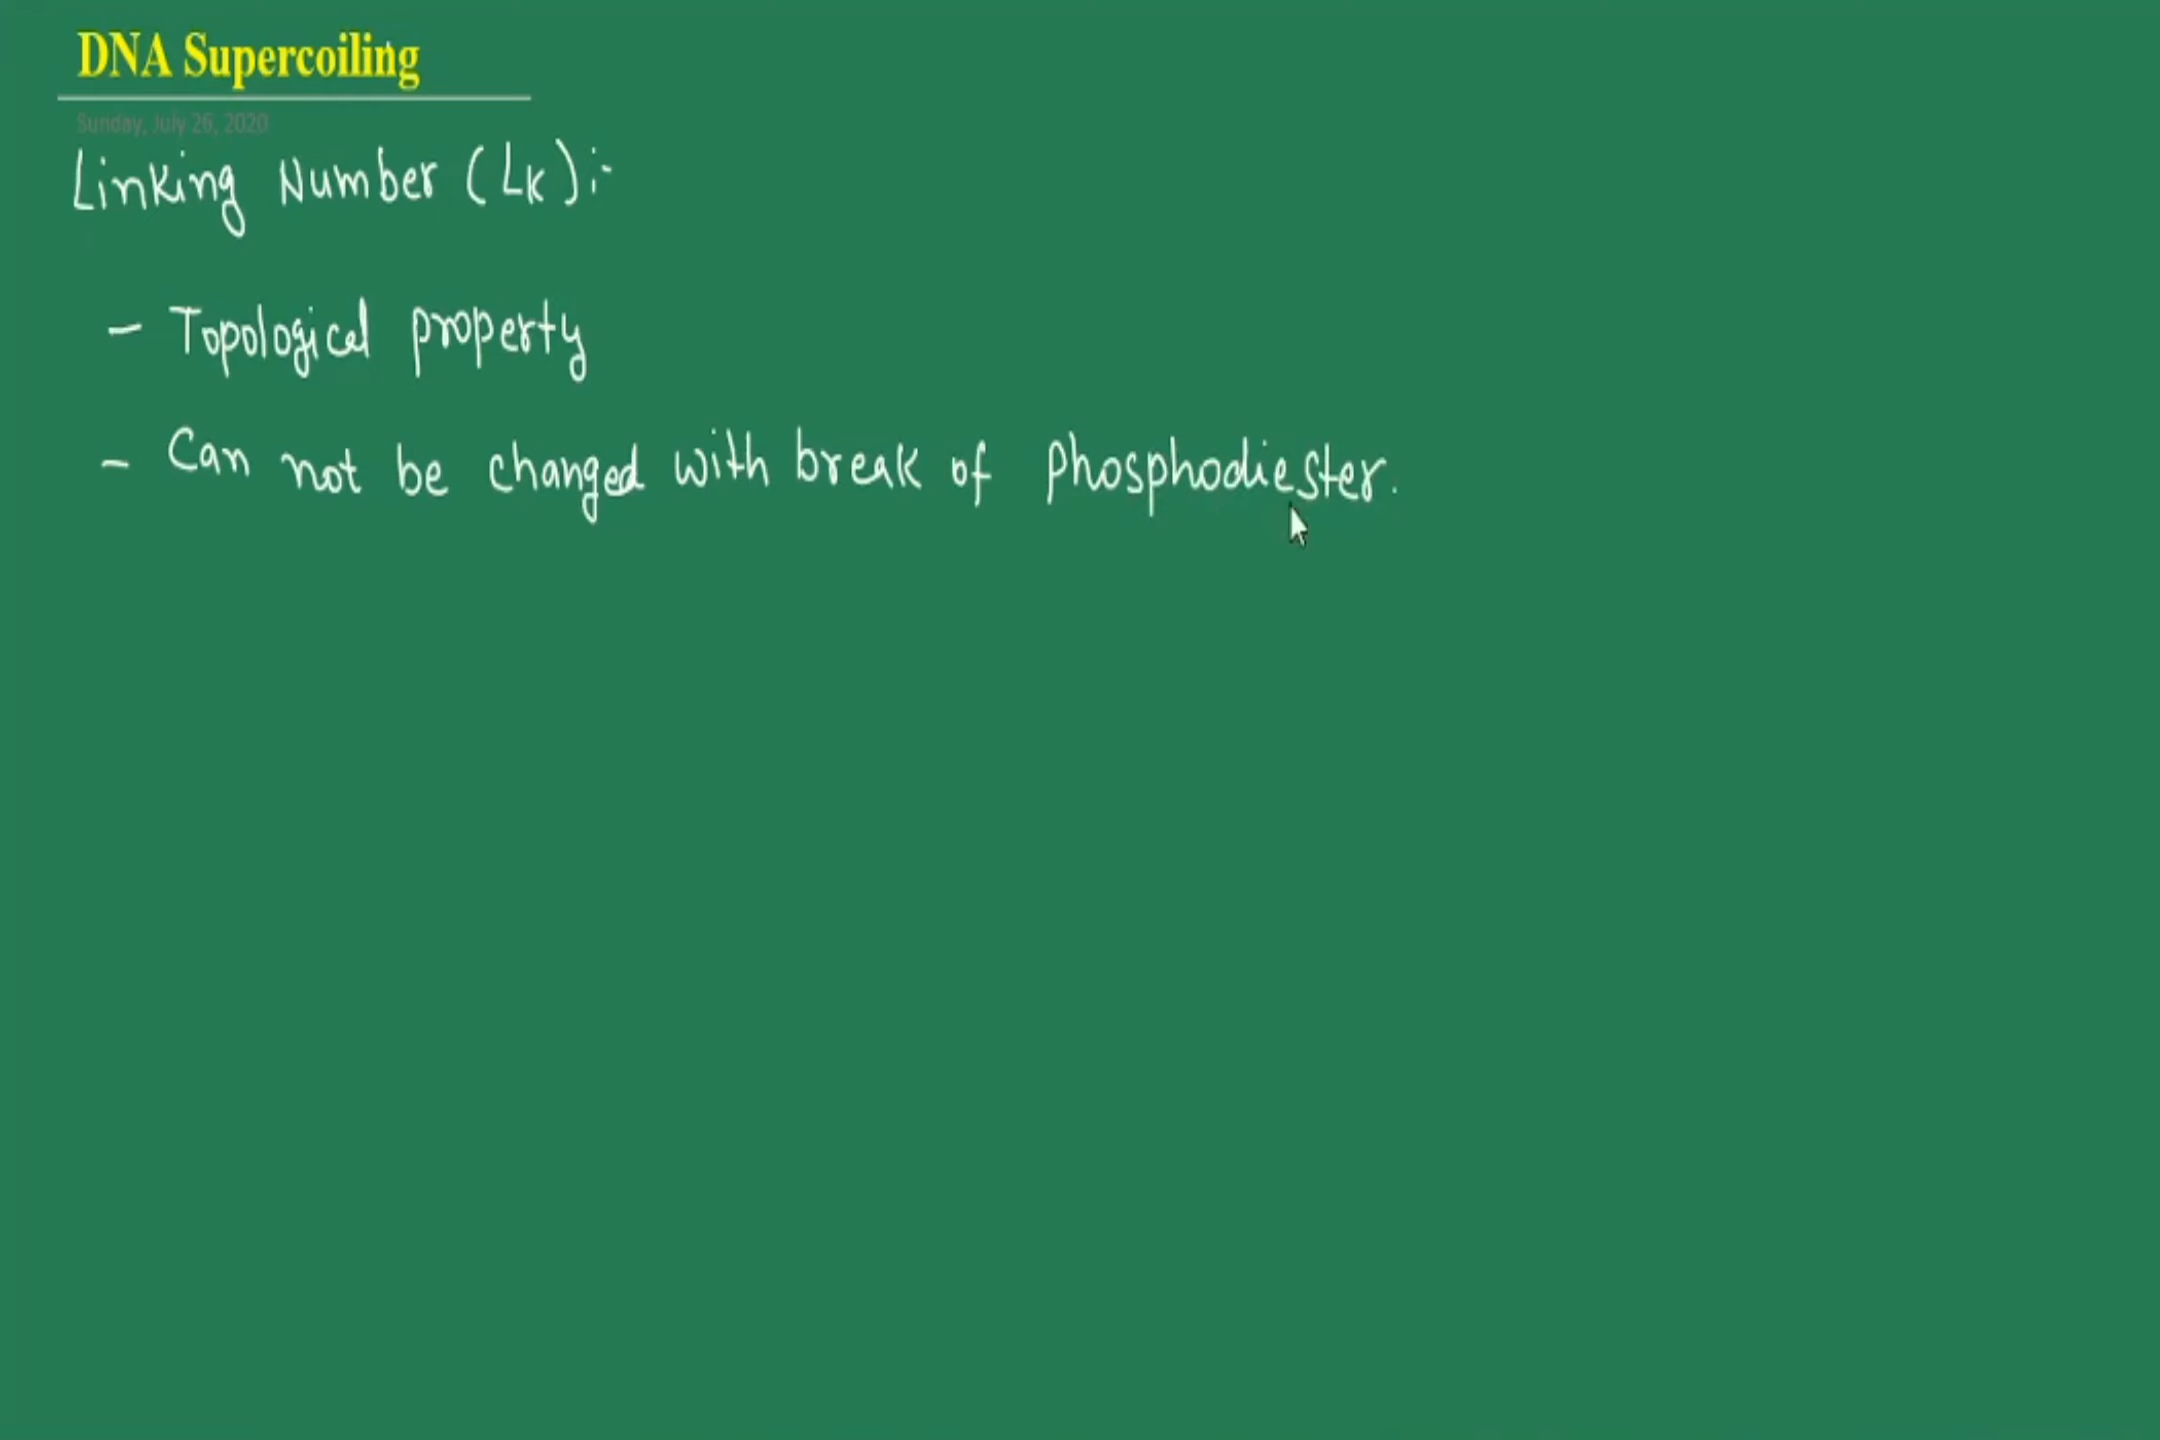 DNA Supercoiling
Sunday, July 26, 2020
Linking Number (LK):-
- Topological property
- Can not be changed with break of Phosphodiester.